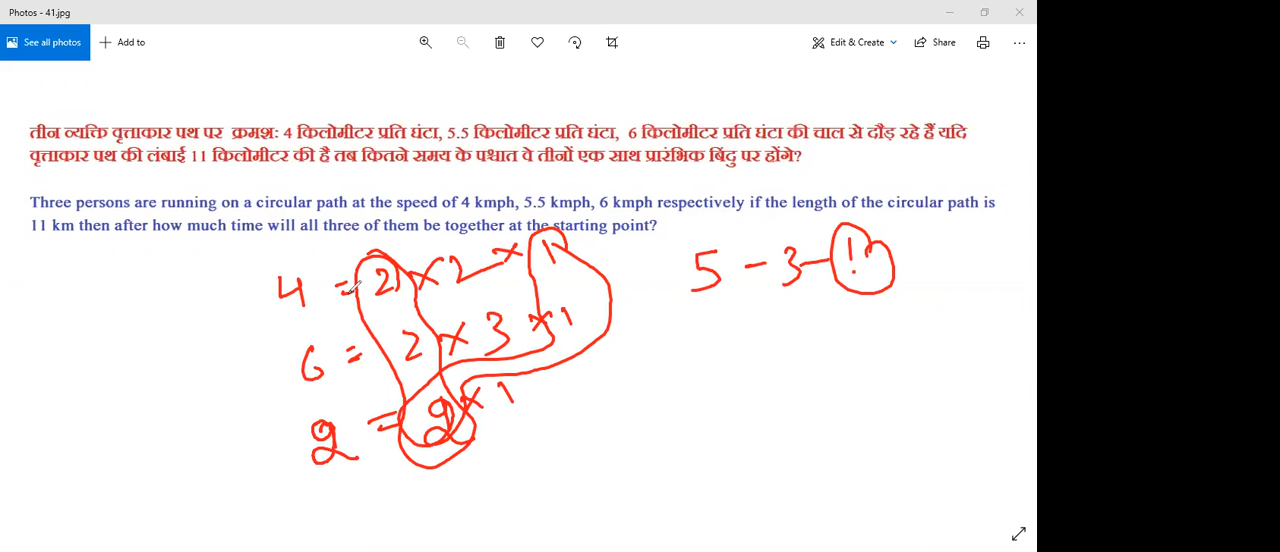 Photos - 41.jpg
See all photos
Add to
Edit & Create
Share
तीन व्यक्ति वृत्ताकार पथ पर क्रमशः 4 किलोमीटर प्रति घंटा, 5.5 किलोमीटर प्रति घंटा, 6 किलोमीटर प्रति घंटा की चाल से दौड़ रहे हैं यदि
वृत्ताकार पथ की लंबाई 11 किलोमीटर की है तब कितने समय के पश्चात वे तीनों एक साथ प्रारंभिक बिंदु पर होंगे?
Three persons are running on a circular path at the speed of 4 kmph, 5.5 kmph, 6 kmph respectively if the length of the circular path is
11 km then after how much time will all three of them be together at the starting point?
4 = 2 × 2 × 1
5 - 3 -
6 = 2 × 3 × 1
2 = 2 × 1